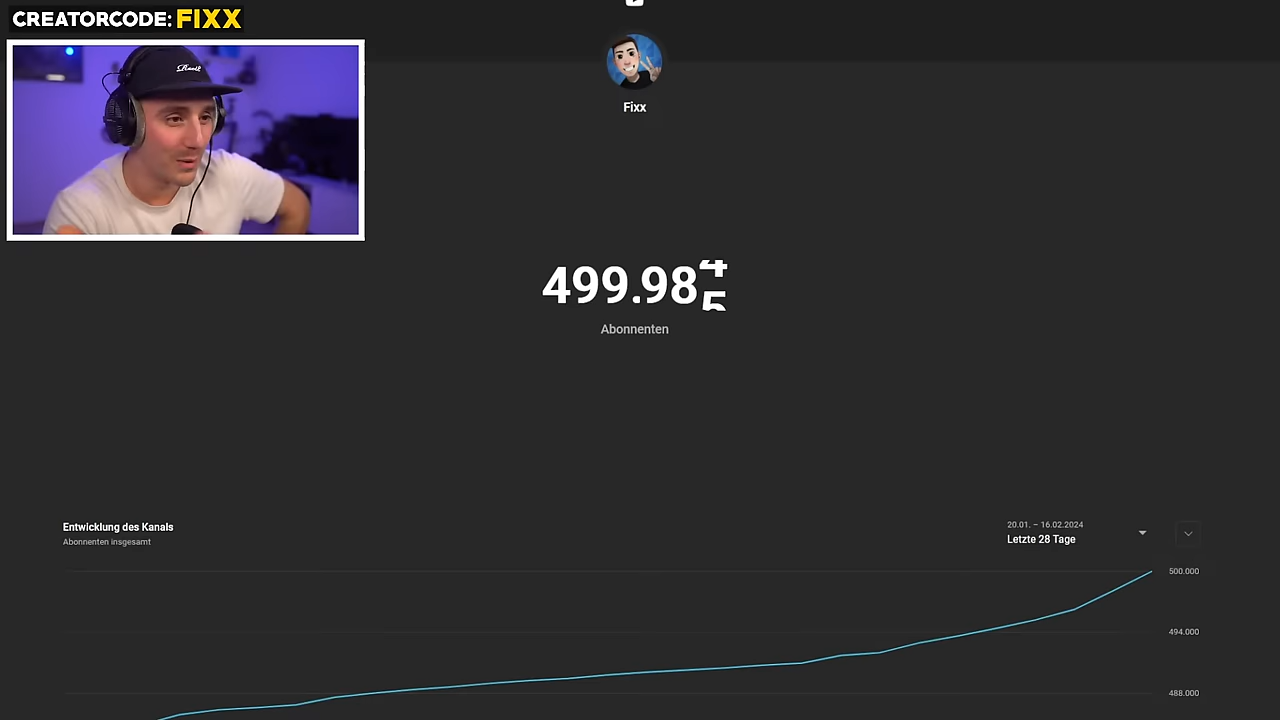 CREATORCODE: FIXX
Fixx
499.98
Abonnenten
Entwicklung des Kanals
Abonnenten insgesamt
20.01. – 16.02.2024
Letzte 28 Tage
500.000
494.000
488.000